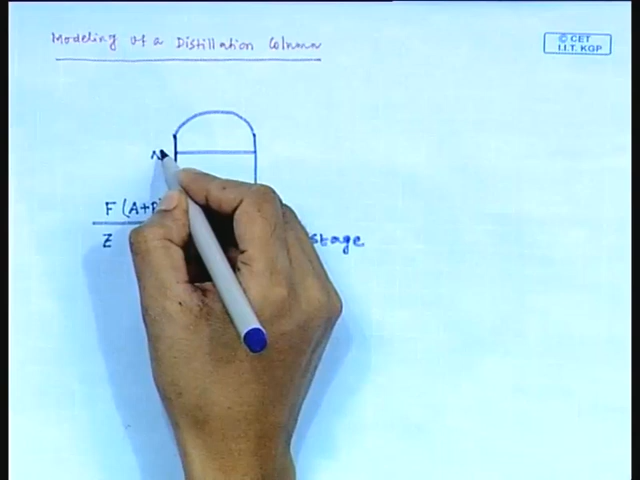 Modeling of a Distillation Column
© CET
I.I.T. KGP
F (A+B)
Z
stage